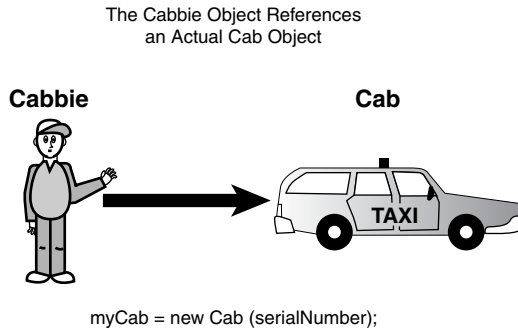 The Cabbie Object References
an Actual Cab Object
Cabbie
Cab
TAXI
myCab = new Cab (serialNumber);